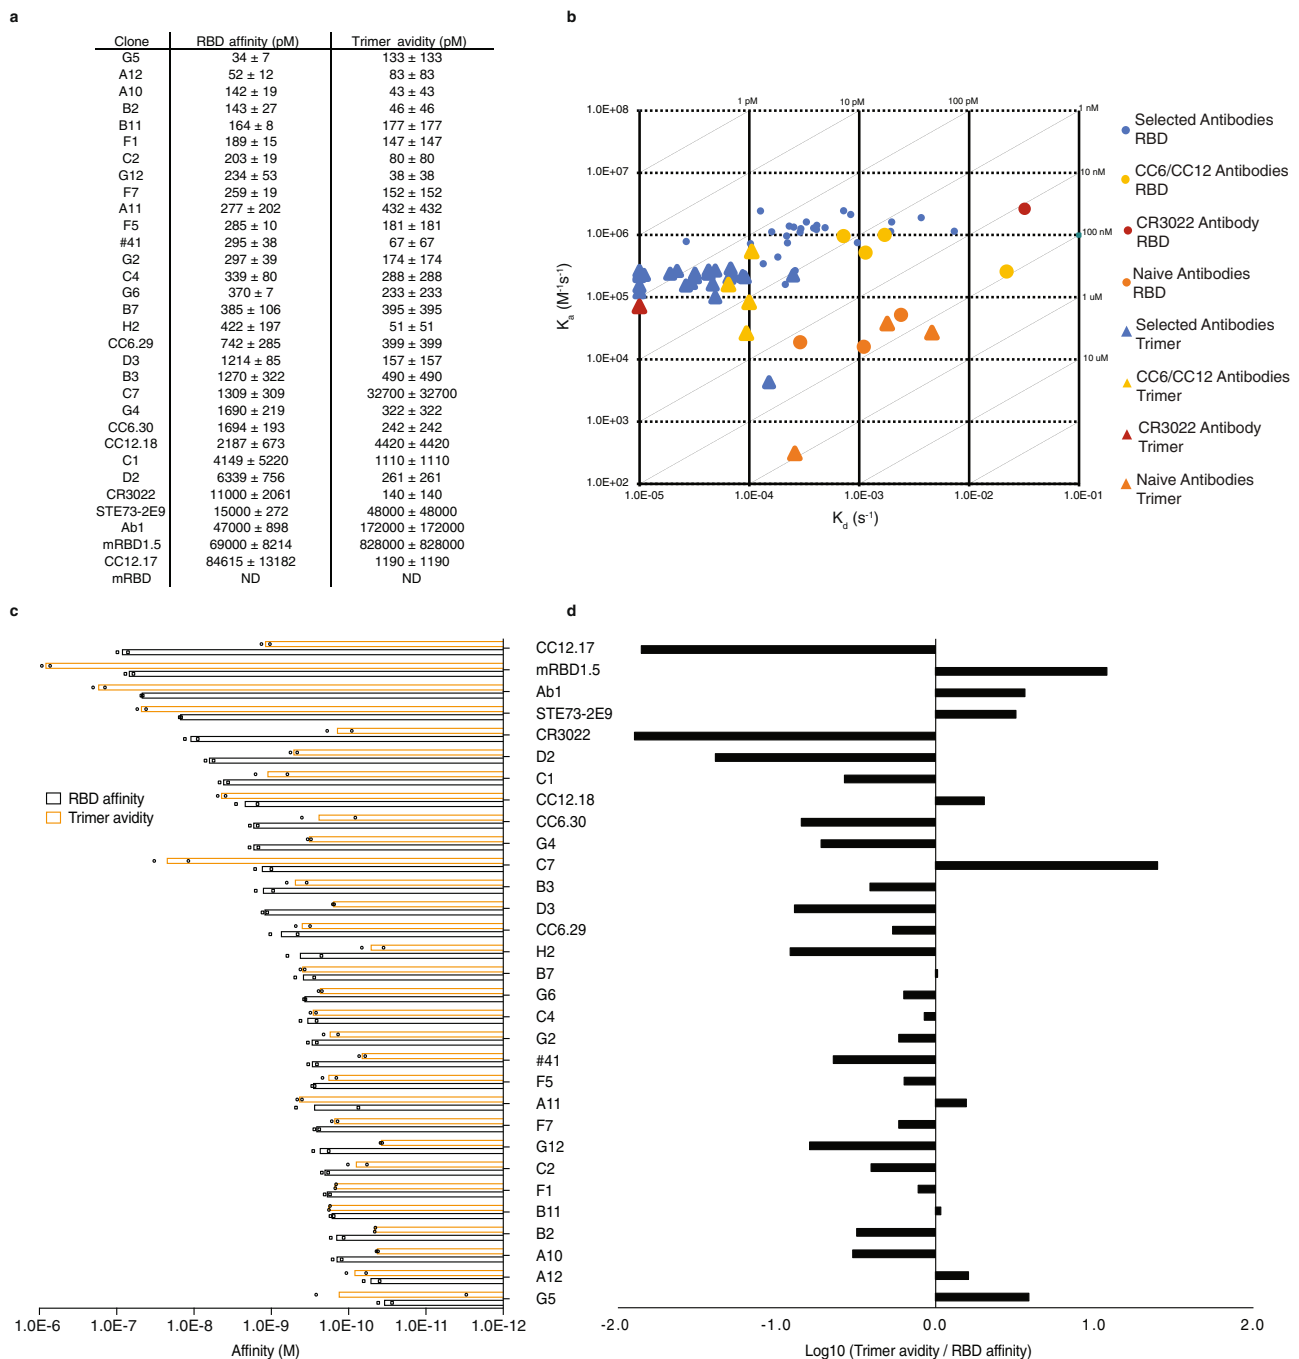 a
Clone RBD affinity (pM) Trimer avidity (pM)
G5 34 ± 7 133 ± 133
A12 52 ± 12 83 ± 83
A10 142 ± 19 43 ± 43
B2 143 ± 27 46 ± 46
B11 164 ± 8 177 ± 177
F1 189 ± 15 147 ± 147
C2 203 ± 19 80 ± 80
G12 234 ± 53 38 ± 38
F7 259 ± 19 152 ± 152
A11 277 ± 202 432 ± 432
F5 285 ± 10 181 ± 181
#41 295 ± 38 67 ± 67
G2 297 ± 39 174 ± 174
C4 339 ± 80 288 ± 288
G6 370 ± 7 233 ± 233
B7 385 ± 106 395 ± 395
H2 422 ± 197 51 ± 51
CC6.29 742 ± 285 399 ± 399
D3 1214 ± 85 157 ± 157
B3 1270 ± 322 490 ± 490
C7 1309 ± 309 32700 ± 32700
G4 1690 ± 219 322 ± 322
CC6.30 1694 ± 193 242 ± 242
CC12.18 2187 ± 673 4420 ± 4420
C1 4149 ± 5220 1110 ± 1110
D2 6339 ± 756 261 ± 261
CR3022 11000 ± 2061 140 ± 140
STE73-2E9 15000 ± 272 48000 ± 48000
Ab1 47000 ± 898 172000 ± 172000
mRBD1.5 69000 ± 8214 828000 ± 828000
CC12.17 84615 ± 13182 1190 ± 1190
mRBD ND ND
b
1 pM 10 pM 100 pM
1 nM
10 nM
100 nM
1 uM
10 uM
1.0E+08
1.0E+07
1.0E+06
1.0E+05
1.0E+04
1.0E+03
1.0E+02
Ka (M-1s-1)
1.0E-05 1.0E-04 1.0E-03 1.0E-02 1.0E-01
Kd (s-1)
Selected Antibodies
RBD
CC6/CC12 Antibodies
RBD
CR3022 Antibody
RBD
Naive Antibodies
RBD
Selected Antibodies
Trimer
CC6/CC12 Antibodies
Trimer
CR3022 Antibody
Trimer
Naive Antibodies
Trimer
c
RBD affinity
Trimer avidity
1.0E-6 1.0E-7 1.0E-8 1.0E-9 1.0E-10 1.0E-11 1.0E-12
Affinity (M)
d
CC12.17
mRBD1.5
Ab1
STE73-2E9
CR3022
D2
C1
CC12.18
CC6.30
G4
C7
B3
D3
CC6.29
H2
B7
G6
C4
G2
#41
F5
A11
F7
G12
C2
F1
B11
B2
A10
A12
G5
-2.0 -1.0 0.0 1.0 2.0
Log10 (Trimer avidity / RBD affinity)